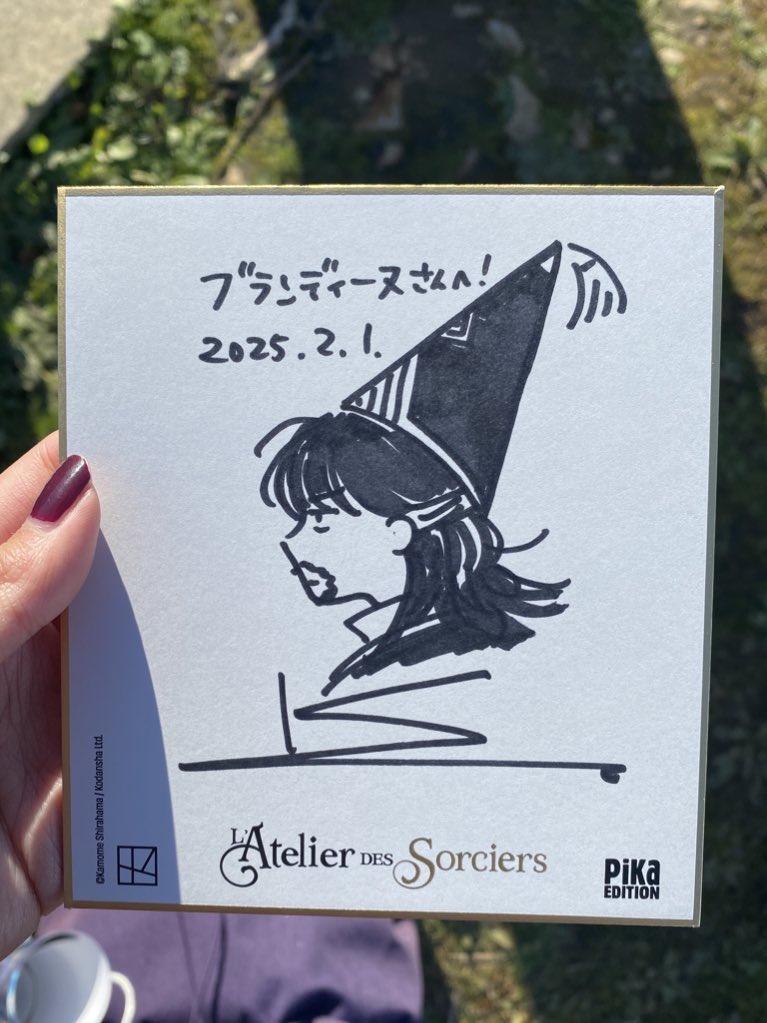 ブランディーヌさんへ!
2025.2.1.
©Kamome Shirahama / Kodansha Ltd.
L'Atelier DES Sorciers
PiKa
EDITION